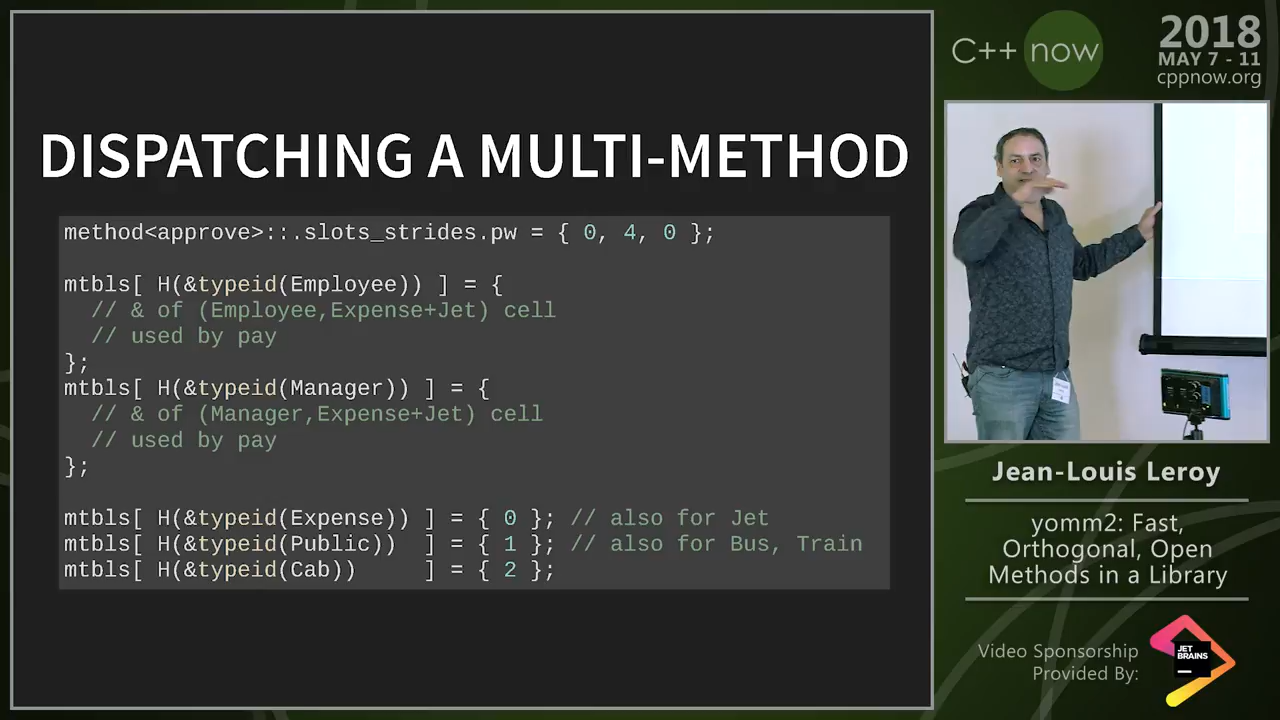 DISPATCHING A MULTI-METHOD
method<approve>::.slots_strides.pw = { 0, 4, 0 };
mtbls[ H(&typeid(Employee)) ] = {
// & of (Employee,Expense+Jet) cell
// used by pay
};
mtbls[ H(&typeid(Manager)) ] = {
// & of (Manager,Expense+Jet) cell
// used by pay
};
mtbls[ H(&typeid(Expense)) ] = { 0 }; // also for Jet
mtbls[ H(&typeid(Public)) ] = { 1 }; // also for Bus, Train
mtbls[ H(&typeid(Cab)) ] = { 2 };
C++ now
2018
MAY 7 - 11
cppnow.org
Jean-Louis Leroy
yomm2: Fast,
Orthogonal, Open
Methods in a Library
Video Sponsorship
Provided By:
JET
BRAINS